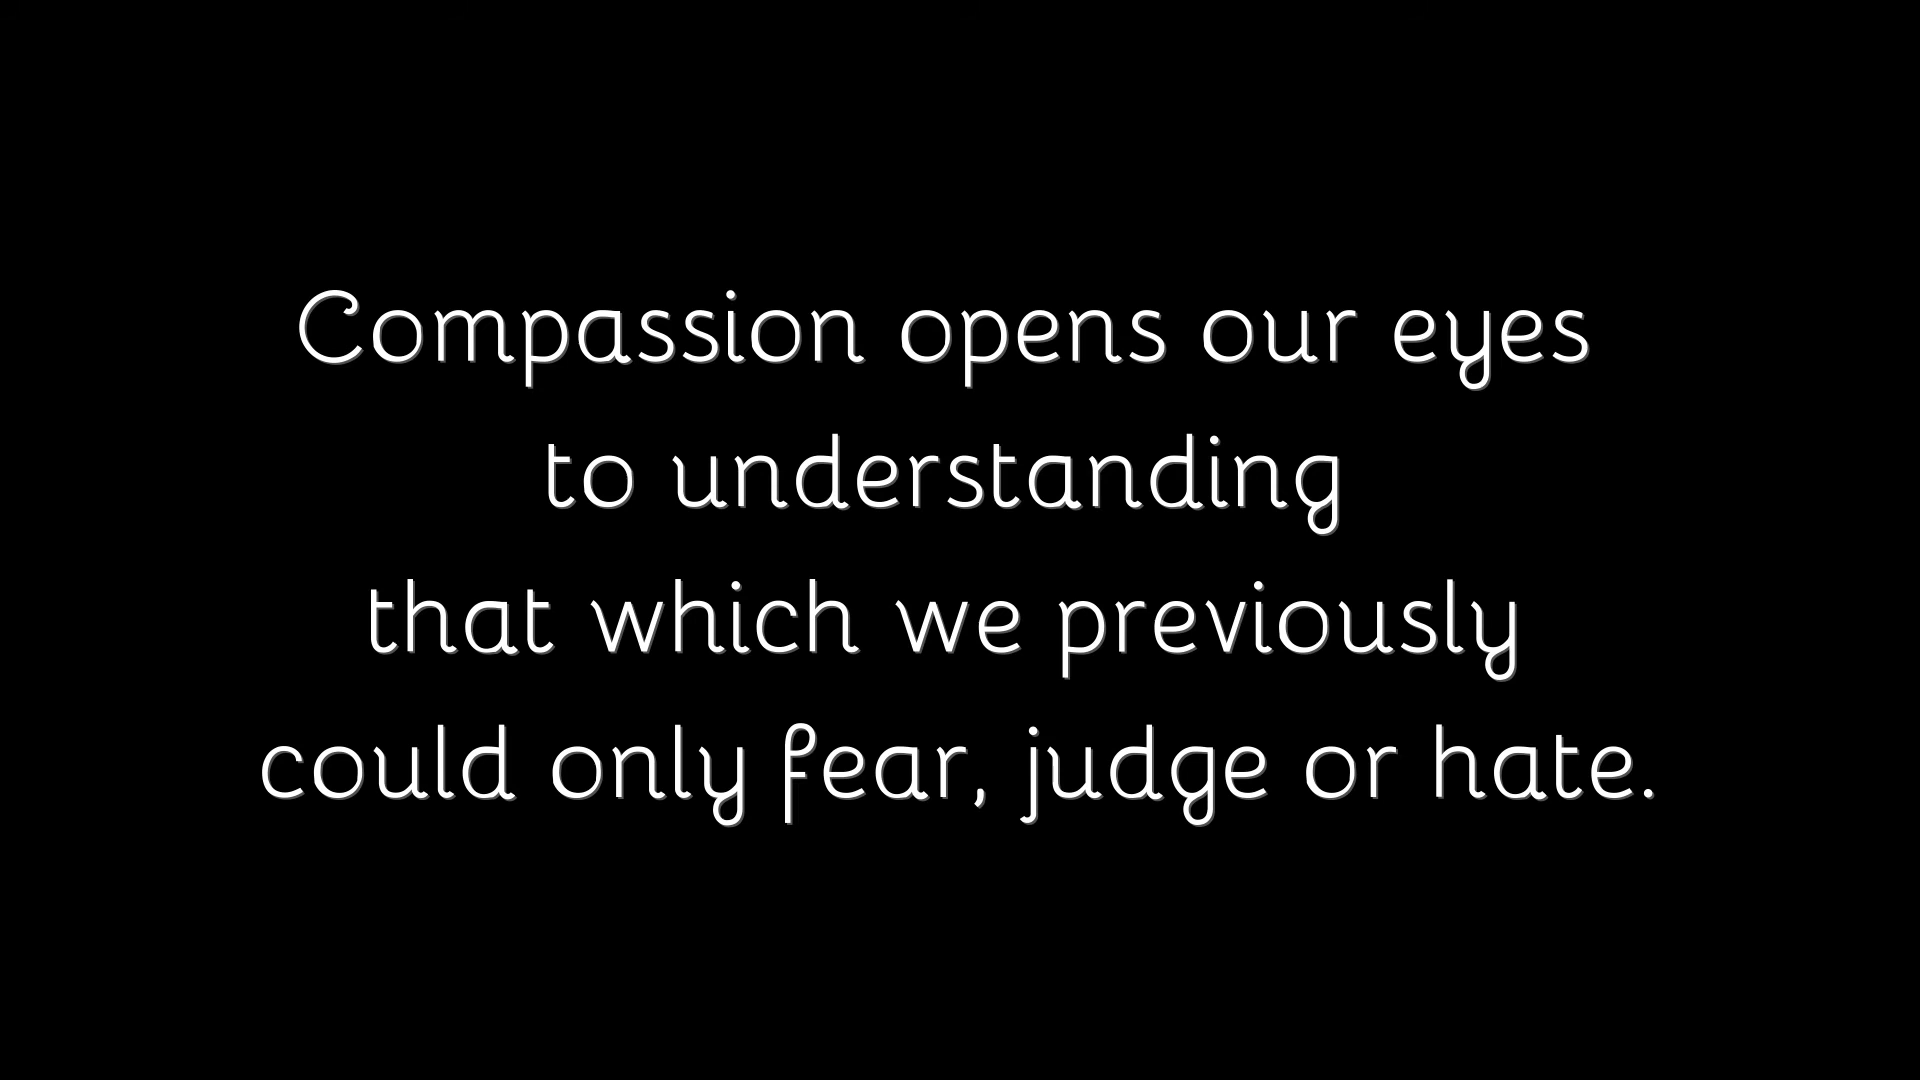 Compassion opens our eyes
to understanding
that which we previously
could only fear, judge or hate.